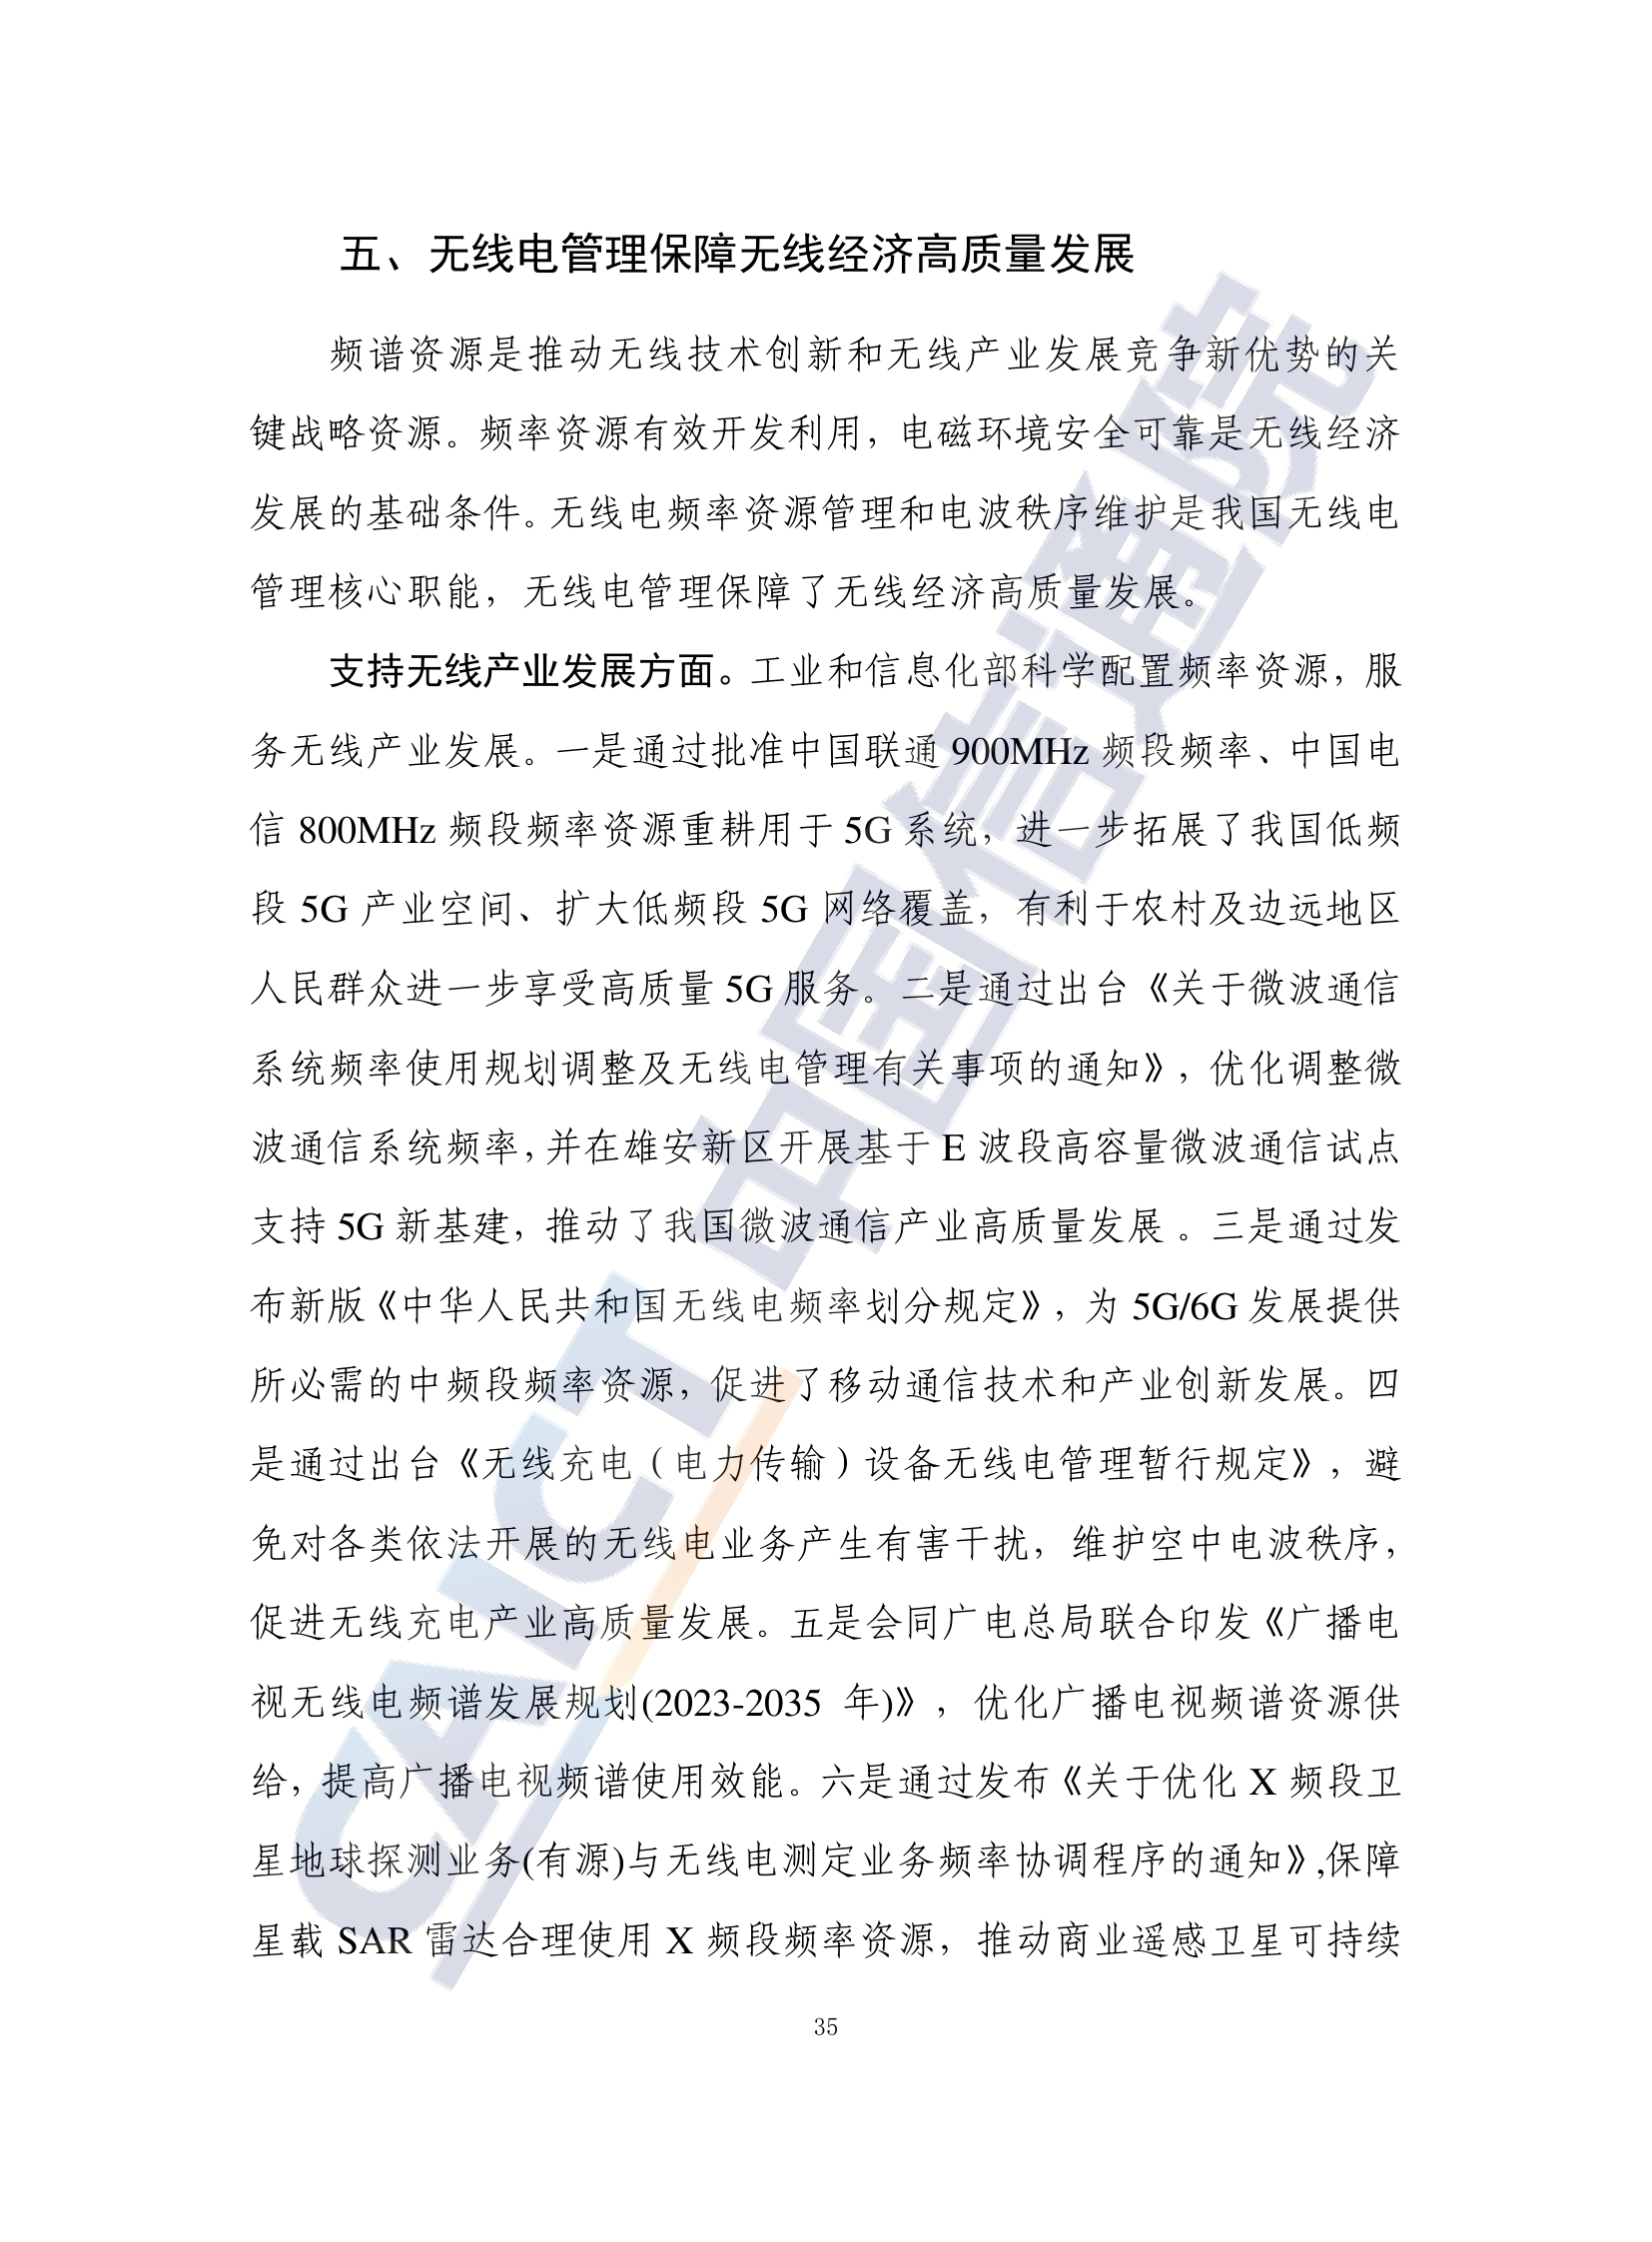 五、无线电管理保障无线经济高质量发展
频谱资源是推动无线技术创新和无线产业发展竞争新优势的关
键战略资源。频率资源有效开发利用，电磁环境安全可靠是无线经济
发展的基础条件。无线电频率资源管理和电波秩序维护是我国无线电
管理核心职能，无线电管理保障了无线经济高质量发展。
支持无线产业发展方面。工业和信息化部科学配置频率资源，服
务无线产业发展。一是通过批准中国联通 900MHz 频段频率、中国电
信 800MHz 频段频率资源重耕用于 5G 系统，进一步拓展了我国低频
段 5G 产业空间、扩大低频段 5G 网络覆盖，有利于农村及边远地区
人民群众进一步享受高质量 5G 服务。二是通过出台《关于微波通信
系统频率使用规划调整及无线电管理有关事项的通知》，优化调整微
波通信系统频率，并在雄安新区开展基于 E 波段高容量微波通信试点
支持 5G 新基建，推动了我国微波通信产业高质量发展 。三是通过发
布新版《中华人民共和国无线电频率划分规定》，为 5G/6G 发展提供
所必需的中频段频率资源，促进了移动通信技术和产业创新发展。四
是通过出台《无线充电（电力传输）设备无线电管理暂行规定》，避
免对各类依法开展的无线电业务产生有害干扰，维护空中电波秩序，
促进无线充电产业高质量发展。五是会同广电总局联合印发《广播电
视无线电频谱发展规划(2023-2035 年)》，优化广播电视频谱资源供
给，提高广播电视频谱使用效能。六是通过发布《关于优化 X 频段卫
星地球探测业务(有源)与无线电测定业务频率协调程序的通知》,保障
星载 SAR 雷达合理使用 X 频段频率资源，推动商业遥感卫星可持续
35
CAICT 中国信通院